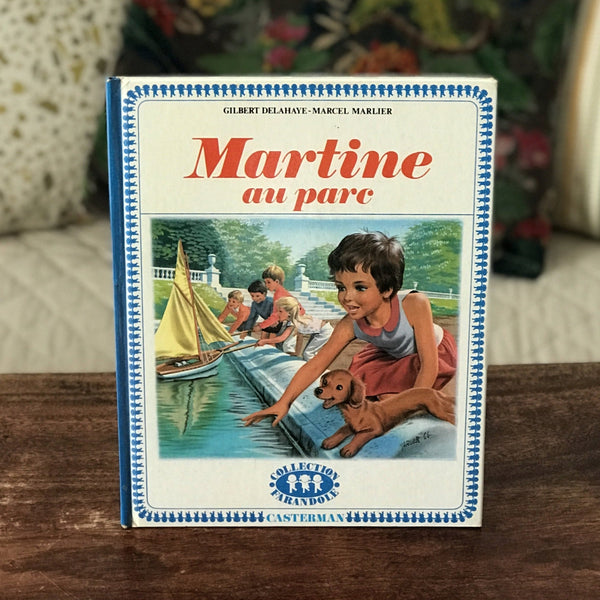 GILBERT DELAHAYE - MARCEL MARLIER
Martine
au parc
COLLECTION
FARANDOLE
CASTERMAN